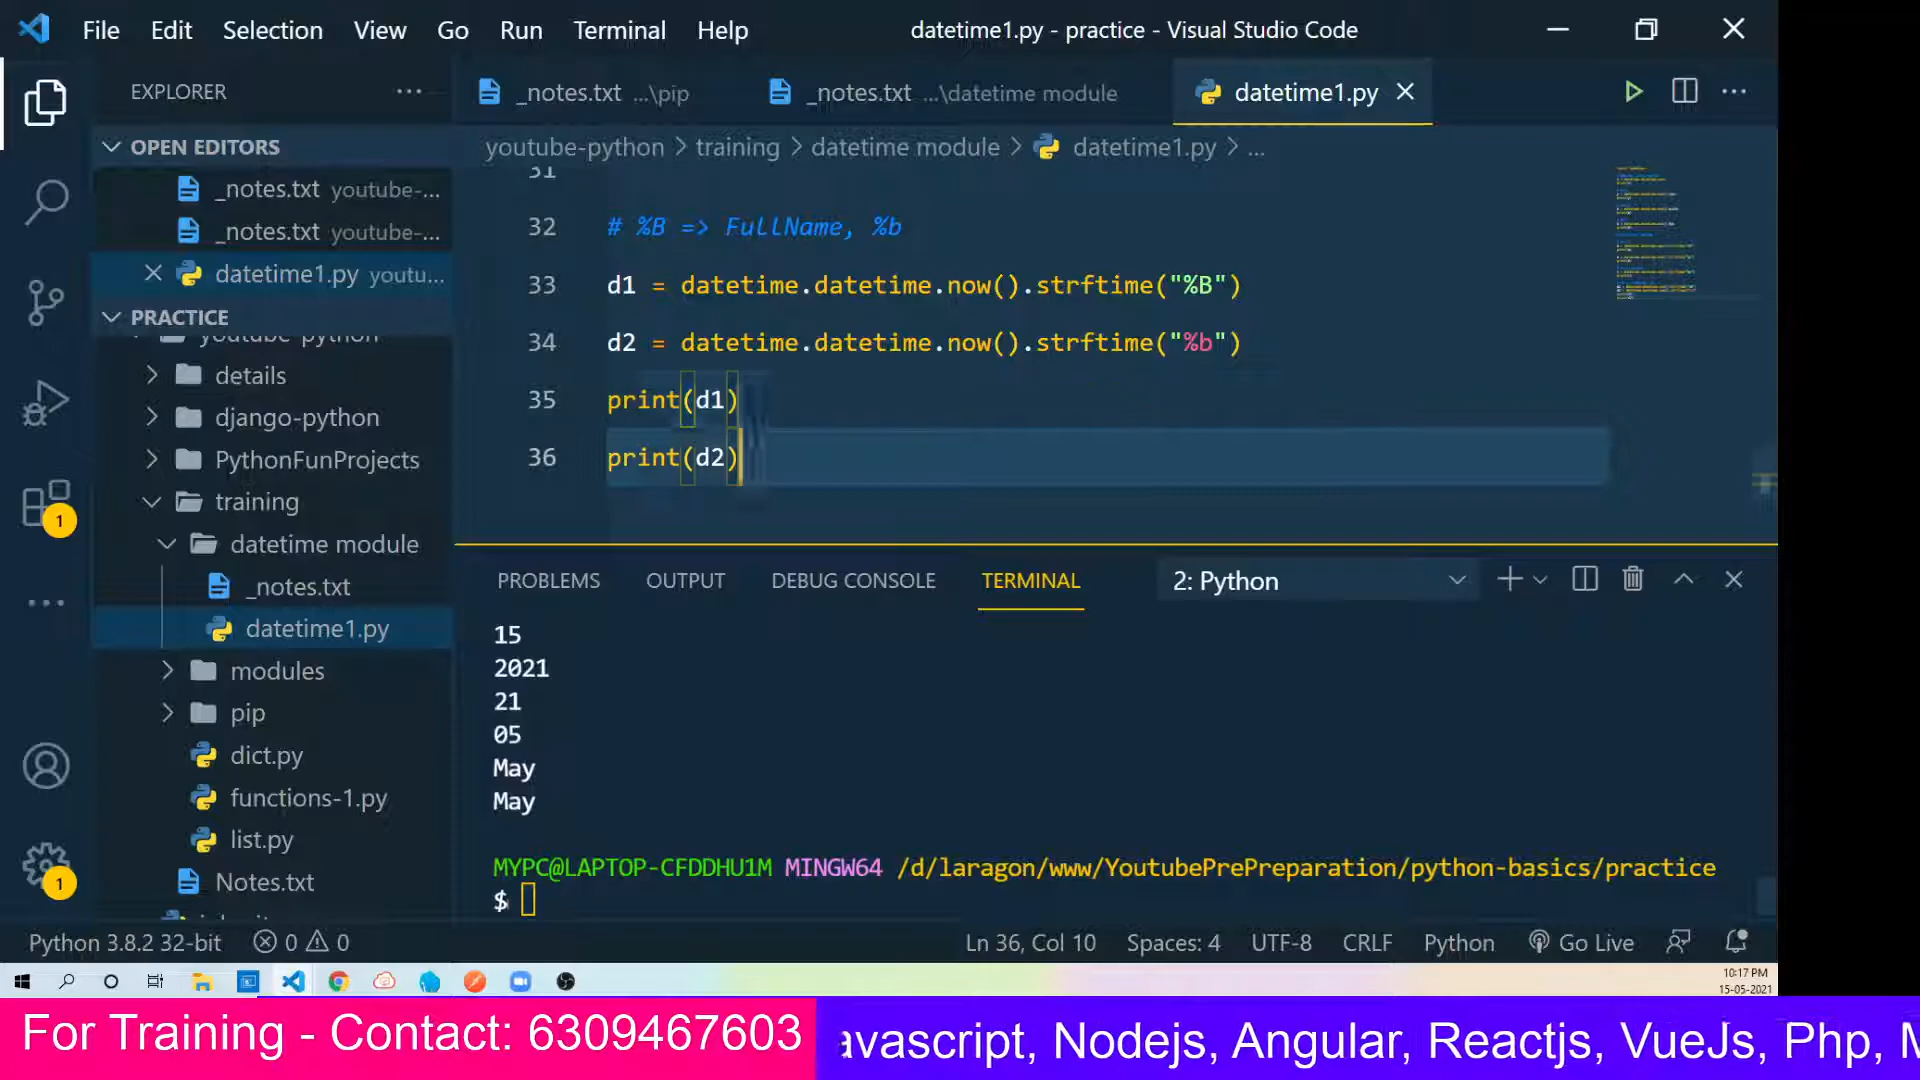 File Edit Selection View Go Run Terminal Help
datetime1.py - practice - Visual Studio Code
EXPLORER
_notes.txt ...\pip
_notes.txt ...\datetime module
datetime1.py
OPEN EDITORS
_notes.txt youtube-...
_notes.txt youtube-...
datetime1.py youtu...
PRACTICE
youtube-python
details
django-python
PythonFunProjects
training
datetime module
_notes.txt
datetime1.py
modules
pip
dict.py
functions-1.py
list.py
Notes.txt
youtube-python > training > datetime module > datetime1.py > ...
31
32 # %B => FullName, %b
33 d1 = datetime.datetime.now().strftime("%B")
34 d2 = datetime.datetime.now().strftime("%b")
35 print(d1)
36 print(d2)
PROBLEMS OUTPUT DEBUG CONSOLE TERMINAL 2: Python
15
2021
21
05
May
May
MYPC@LAPTOP-CFDDHU1M MINGW64 /d/laragon/www/YoutubePrePreparation/python-basics/practice
$
1
1
Python 3.8.2 32-bit 0 0 Ln 36, Col 10 Spaces: 4 UTF-8 CRLF Python Go Live
10:17 PM
15-05-2021
For Training - Contact: 6309467603
avascript, Nodejs, Angular, Reactjs, VueJs, Php, M